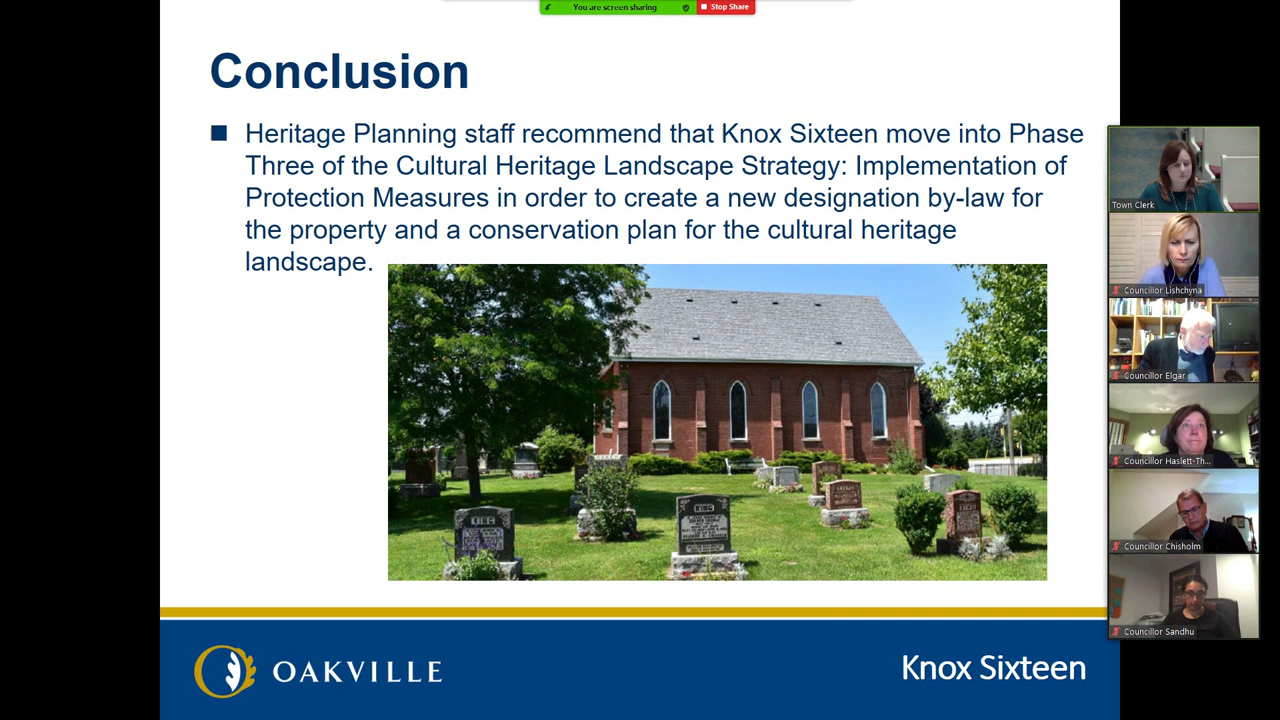 You are screen sharing
Stop Share
Conclusion
Heritage Planning staff recommend that Knox Sixteen move into Phase
Three of the Cultural Heritage Landscape Strategy: Implementation of
Protection Measures in order to create a new designation by-law for
the property and a conservation plan for the cultural heritage
landscape.
KING
KING
Town Clerk
Councillor Lishchyna
Councillor Elgar
Councillor Haslett-Th...
Councillor Chisholm
Councillor Sandhu
OAKVILLE
Knox Sixteen